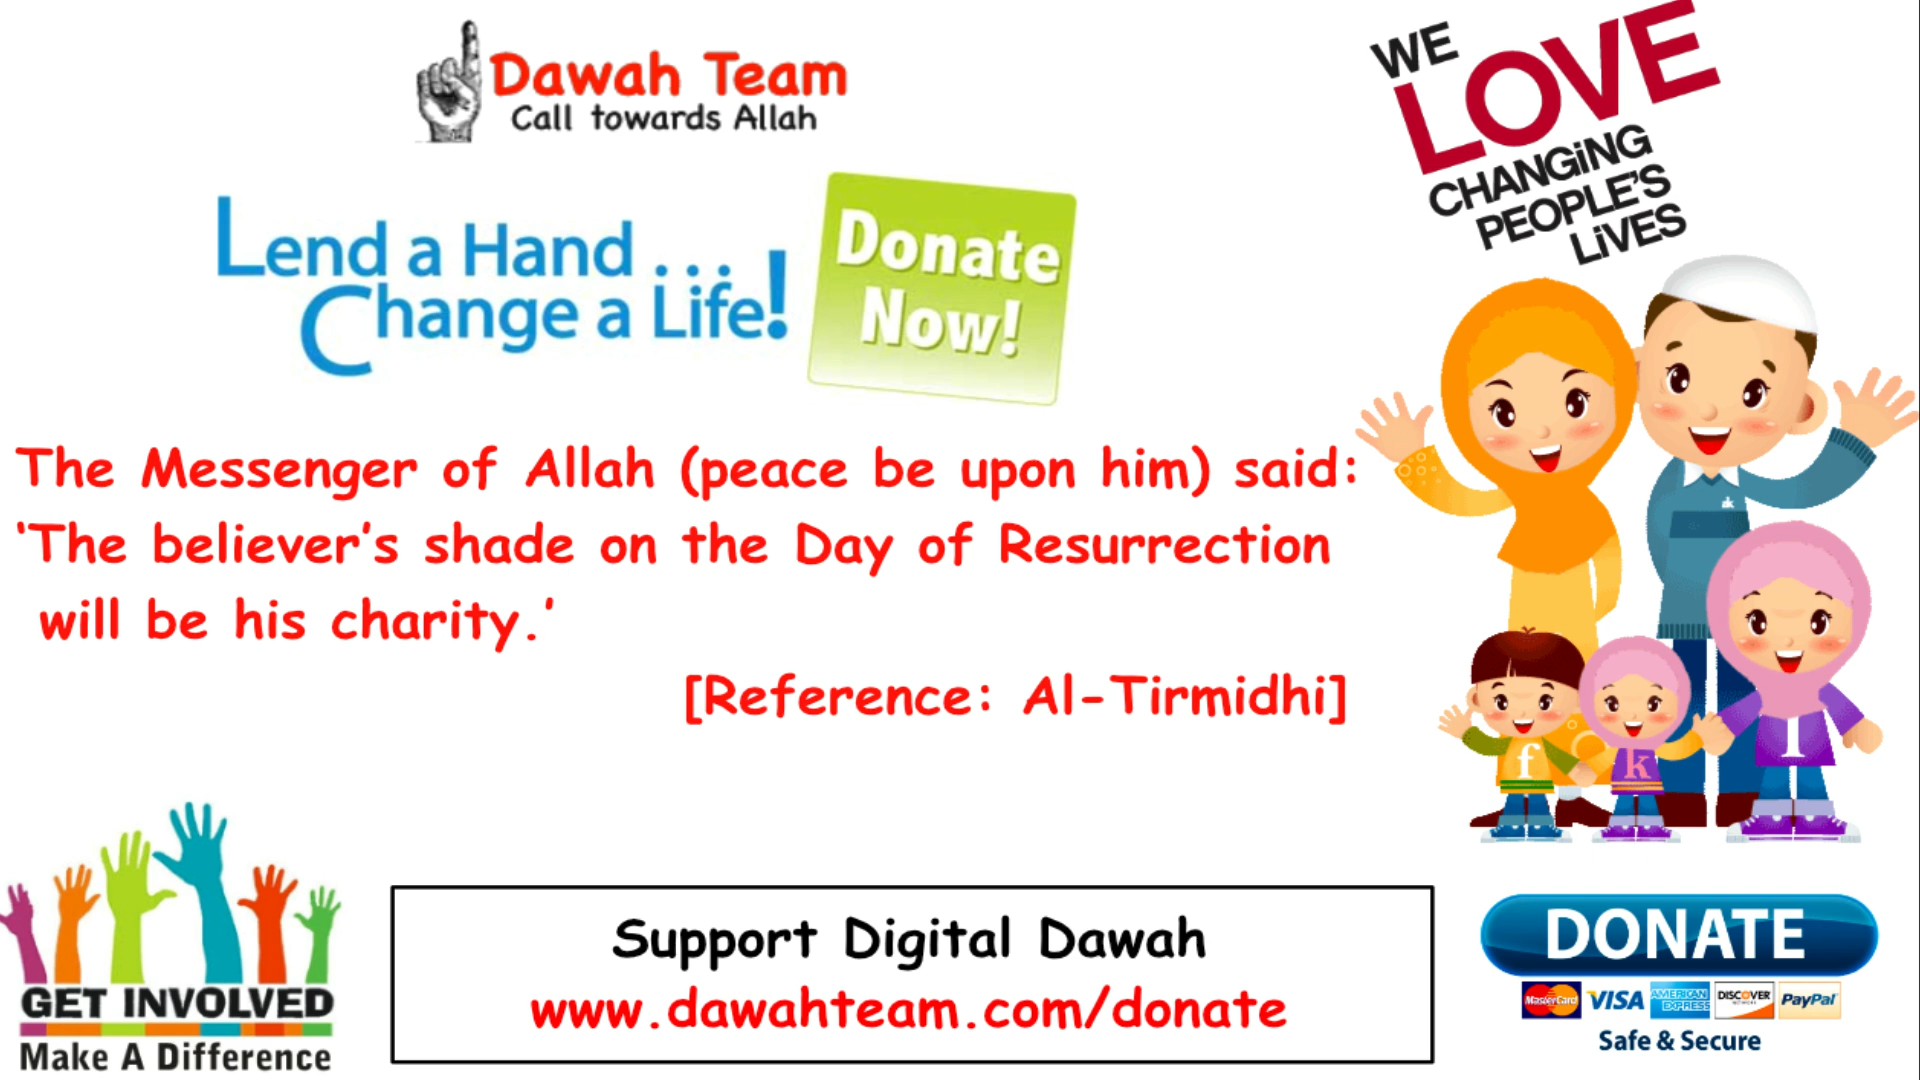 Dawah Team
Call towards Allah
WE
LOVE
CHANGiNG
PEOPLE'S
LiVES
Lend a Hand ...
Change a Life!
Donate
Now!
The Messenger of Allah (peace be upon him) said:
‘The believer’s shade on the Day of Resurrection
will be his charity.’
[Reference: Al-Tirmidhi]
f
k
l
GET INVOLVED
Make A Difference
Support Digital Dawah
www.dawahteam.com/donate
DONATE
MasterCard VISA AMERICAN EXPRESS DISCOVER NETWORK PayPal
Safe & Secure